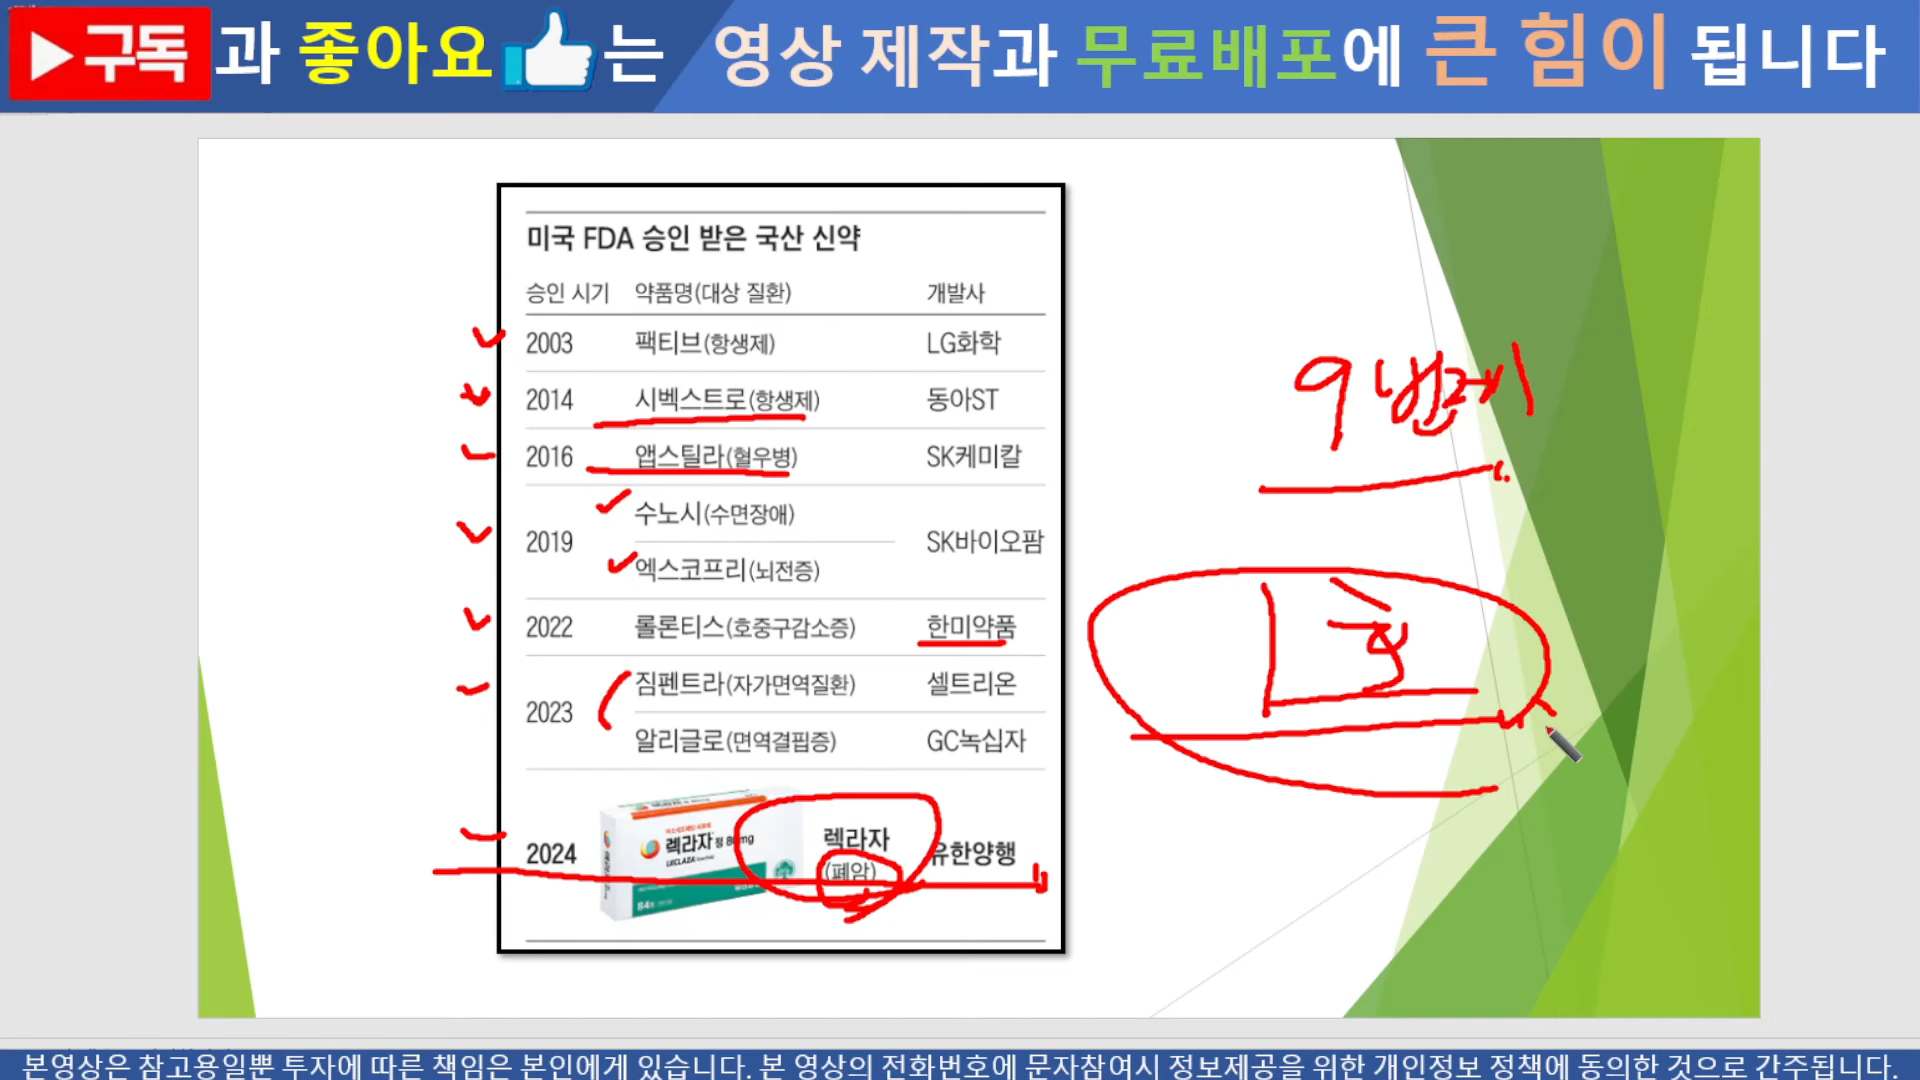 구독과 좋아요는 영상 제작과 무료배포에 큰 힘이 됩니다
미국 FDA 승인 받은 국산 신약
승인 시기 약품명(대상 질환) 개발사
2003 팩티브(항생제) LG화학
2014 시벡스트로(항생제) 동아ST
2016 앱스틸라(혈우병) SK케미칼
2019 수노시(수면장애) SK바이오팜
엑스코프리(뇌전증)
2022 롤론티스(호중구감소증) 한미약품
2023 짐펜트라(자가면역질환) 셀트리온
알리글로(면역결핍증) GC녹십자
2024 렉라자 유한양행
(폐암)
렉라자 정 80mg
LECLAZA
84정
9번째
본영상은 참고용일뿐 투자에 따른 책임은 본인에게 있습니다. 본 영상의 전화번호에 문자참여시 정보제공을 위한 개인정보 정책에 동의한 것으로 간주됩니다.